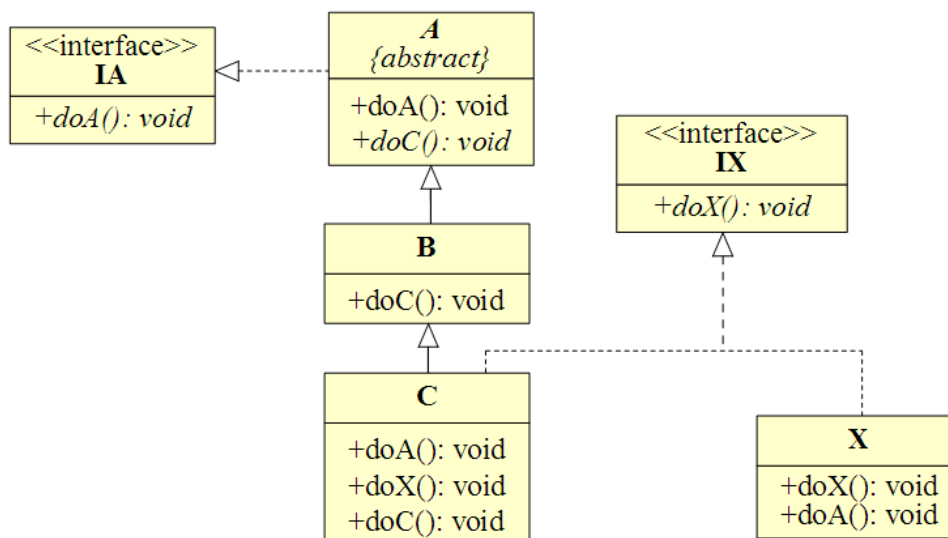 <<interface>>
IA
+doA(): void
A
{abstract}
+doA(): void
+doC(): void
<<interface>>
IX
+doX(): void
B
+doC(): void
C
+doA(): void
+doX(): void
+doC(): void
X
+doX(): void
+doA(): void